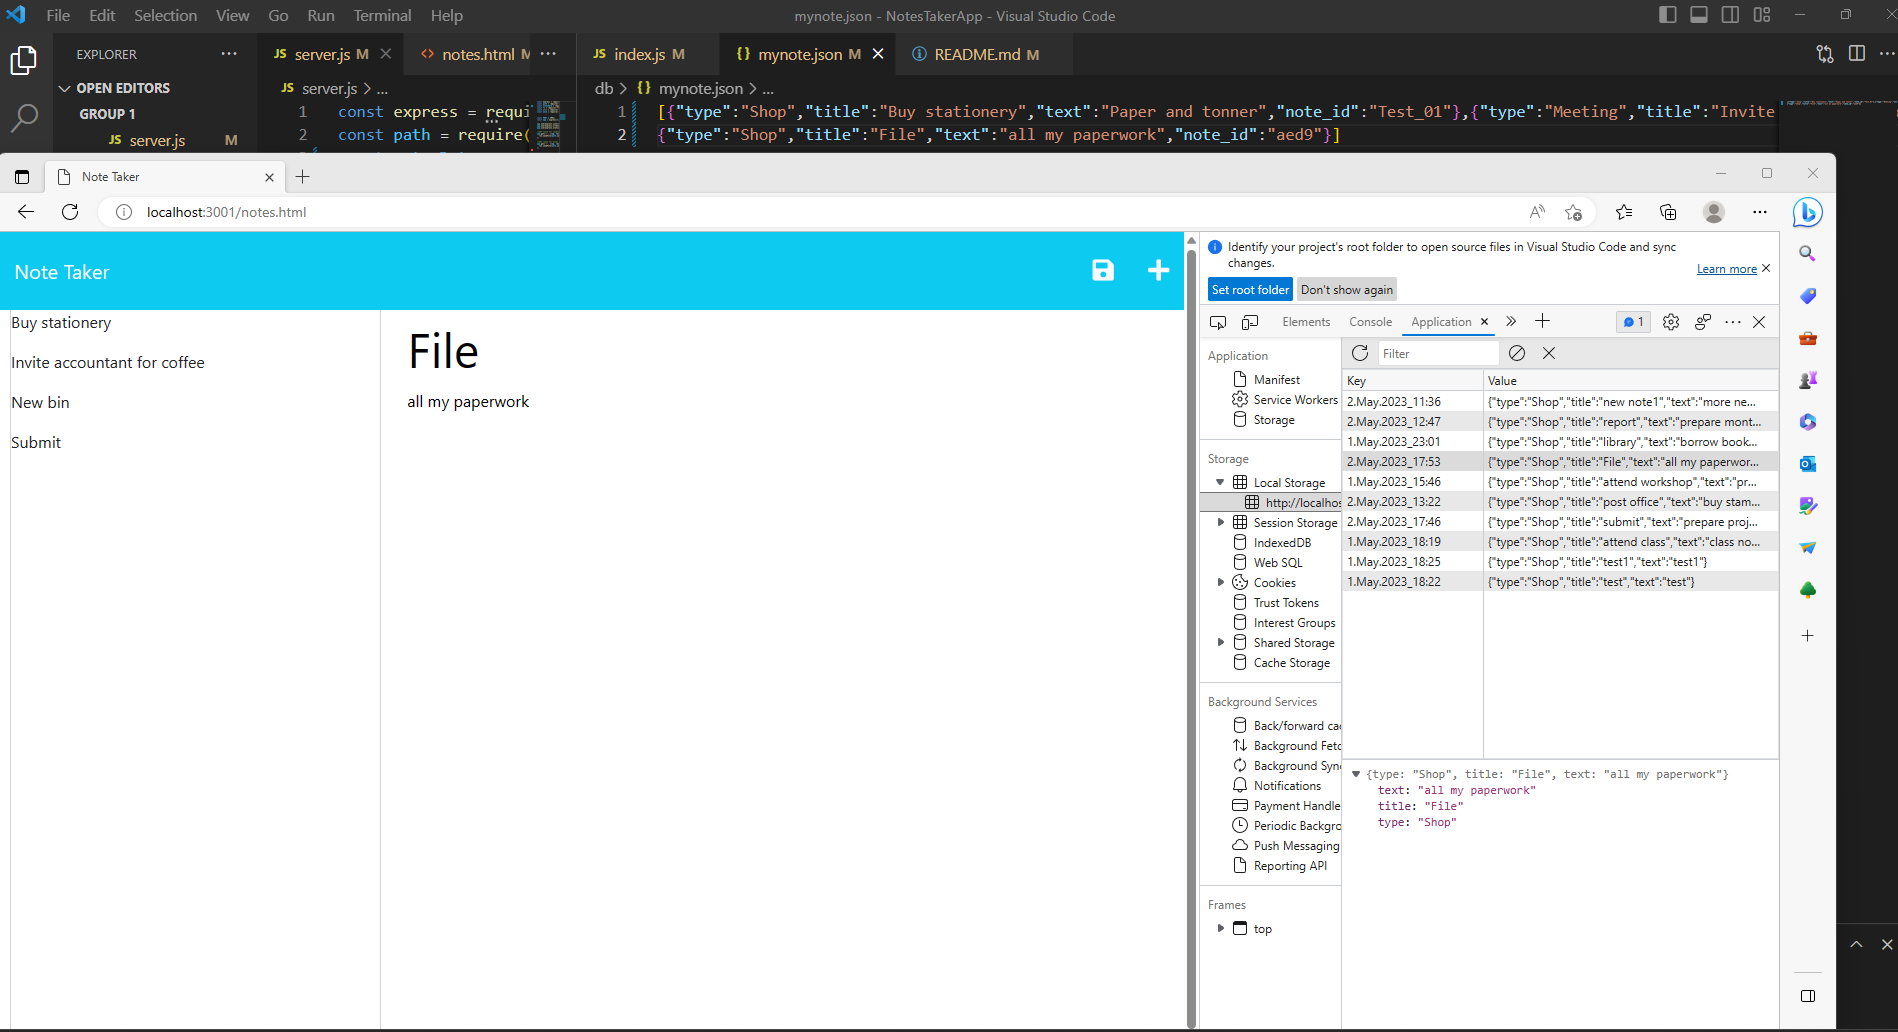 File Edit Selection View Go Run Terminal Help
mynote.json - NotesTakerApp - Visual Studio Code
EXPLORER
OPEN EDITORS
GROUP 1
JS server.js M
JS server.js M
<> notes.html M
JS index.js M
{} mynote.json M
README.md M
JS server.js > ...
db > {} mynote.json > ...
1 const express = requi
2 const path = require(
1 [{"type":"Shop","title":"Buy stationery","text":"Paper and tonner","note_id":"Test_01"},{"type":"Meeting","title":"Invite
2 {"type":"Shop","title":"File","text":"all my paperwork","note_id":"aed9"}]
Note Taker
localhost:3001/notes.html
Note Taker
Buy stationery
Invite accountant for coffee
New bin
Submit
File
all my paperwork
Identify your project's root folder to open source files in Visual Studio Code and sync
changes.
Learn more
Set root folder Don't show again
Elements Console Application 1
Application
Manifest
Service Workers
Storage
Storage
Local Storage
http://localhos
Session Storage
IndexedDB
Web SQL
Cookies
Trust Tokens
Interest Groups
Shared Storage
Cache Storage
Background Services
Back/forward cac
Background Fetc
Background Syn
Notifications
Payment Handle
Periodic Backgro
Push Messaging
Reporting API
Frames
top
Filter
Key Value
2.May.2023_11:36 {"type":"Shop","title":"new note1","text":"more ne...
2.May.2023_12:47 {"type":"Shop","title":"report","text":"prepare mont...
1.May.2023_23:01 {"type":"Shop","title":"library","text":"borrow book...
2.May.2023_17:53 {"type":"Shop","title":"File","text":"all my paperwor...
1.May.2023_15:46 {"type":"Shop","title":"attend workshop","text":"pr...
2.May.2023_13:22 {"type":"Shop","title":"post office","text":"buy stam...
2.May.2023_17:46 {"type":"Shop","title":"submit","text":"prepare proj...
1.May.2023_18:19 {"type":"Shop","title":"attend class","text":"class no...
1.May.2023_18:25 {"type":"Shop","title":"test1","text":"test1"}
1.May.2023_18:22 {"type":"Shop","title":"test","text":"test"}
{type: "Shop", title: "File", text: "all my paperwork"}
text: "all my paperwork"
title: "File"
type: "Shop"